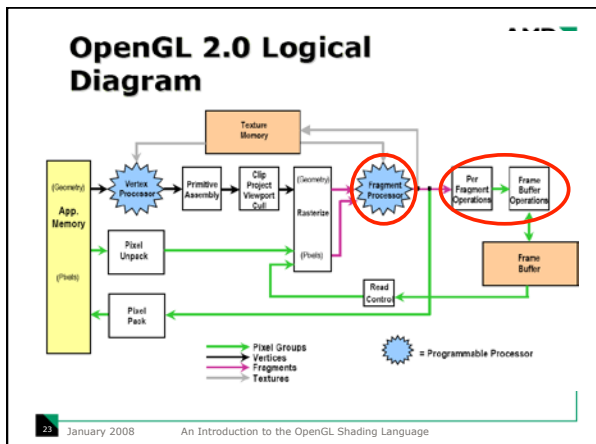 OpenGL 2.0 Logical
Diagram
Texture
Memory
(Geometry)
App.
Memory
(Pixels)
Vertex
Processor
Primitive
Assembly
Clip
Project
Viewport
Cull
(Geometry)
Rasterize
(Pixels)
Fragment
Processor
Per
Fragment
Operations
Frame
Buffer
Operations
Pixel
Unpack
Frame
Buffer
Read
Control
Pixel
Pack
Pixel Groups
Vertices
Fragments
Textures
= Programmable Processor
23
January 2008
An Introduction to the OpenGL Shading Language